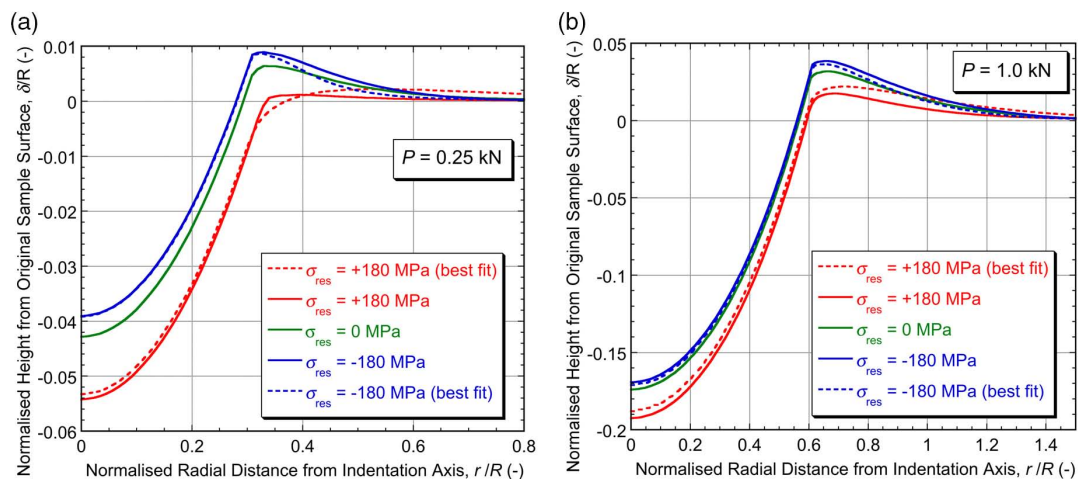 (a)
Normalised Height from Original Sample Surface, δ/R (-)
0.01
0
-0.01
-0.02
-0.03
-0.04
-0.05
-0.06
P = 0.25 kN
σres = +180 MPa (best fit)
σres = +180 MPa
σres = 0 MPa
σres = -180 MPa
σres = -180 MPa (best fit)
0 0.2 0.4 0.6 0.8
Normalised Radial Distance from Indentation Axis, r /R (-)
(b)
Normalised Height from Original Sample Surface, δ/R (-)
0.05
0
-0.05
-0.1
-0.15
-0.2
P = 1.0 kN
σres = +180 MPa (best fit)
σres = +180 MPa
σres = 0 MPa
σres = -180 MPa
σres = -180 MPa (best fit)
0 0.2 0.4 0.6 0.8 1 1.2 1.4
Normalised Radial Distance from Indentation Axis, r /R (-)